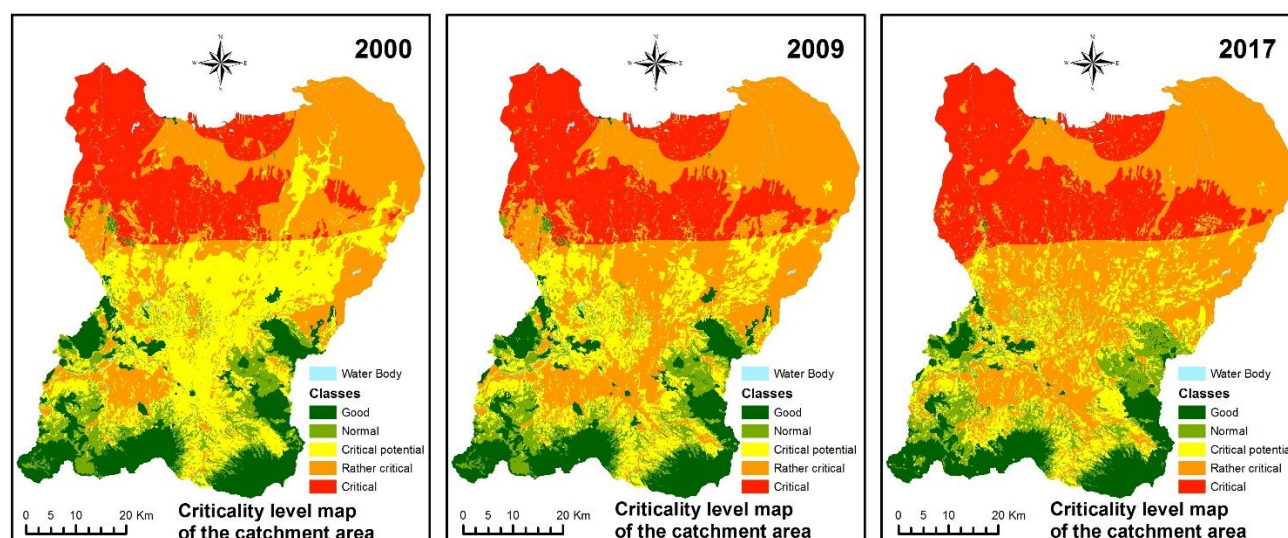 2000
N
W E
S
Water Body
Classes
Good
Normal
Critical potential
Rather critical
Critical
0 5 10 20 Km
Criticality level map
of the catchment area
2009
N
W E
S
Water Body
Classes
Good
Normal
Critical potential
Rather critical
Critical
0 5 10 20 Km
Criticality level map
of the catchment area
2017
N
W E
S
Water Body
Classes
Good
Normal
Critical potential
Rather critical
Critical
0 5 10 20 Km
Criticality level map
of the catchment area